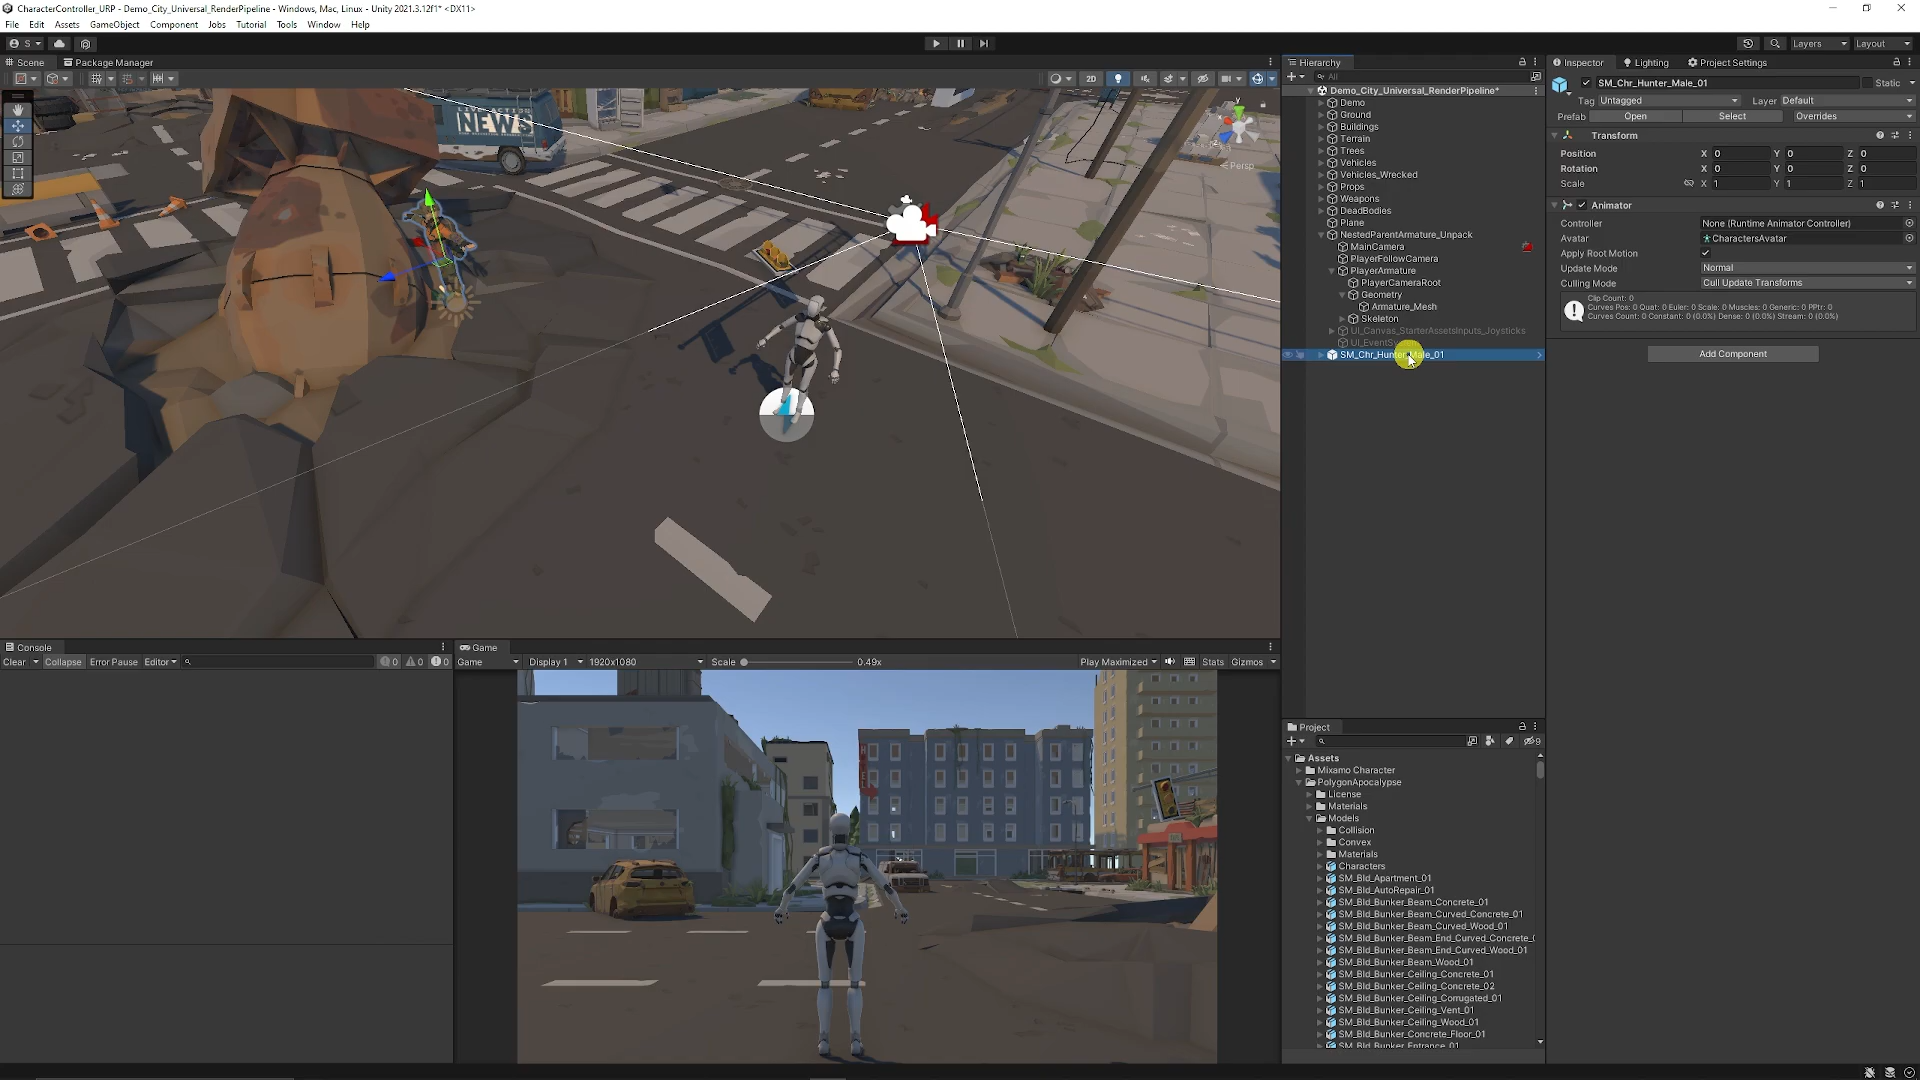 CharacterController_URP - Demo_City_Universal_RenderPipeline - Windows, Mac, Linux - Unity 2021.3.12f1* <DX11>
File Edit Assets GameObject Component Jobs Tutorial Tools Window Help
S
Layers Layout
Scene Package Manager
2D
LIVE ACTION
NEWS
Persp
Hierarchy
All
Demo_City_Universal_RenderPipeline*
Demo
Ground
Buildings
Terrain
Trees
Vehicles
Vehicles_Wrecked
Props
Weapons
DeadBodies
Plane
NestedParentArmature_Unpack
MainCamera
PlayerFollowCamera
PlayerArmature
PlayerCameraRoot
Geometry
Armature_Mesh
Skeleton
UI_Canvas_StarterAssetsInputs_Joysticks
SM_Chr_Hunter_Male_01
Inspector Lighting Project Settings
SM_Chr_Hunter_Male_01 Static
Tag Untagged Layer Default
Prefab Open Select Overrides
Transform
Position X 0 Y 0 Z 0
Rotation X 0 Y 0 Z 0
Scale X 1 Y 1 Z 1
Animator
Controller None (Runtime Animator Controller)
Avatar CharactersAvatar
Apply Root Motion
Update Mode Normal
Culling Mode Cull Update Transforms
Clip Count: 0
Curves Pos: 0 Quat: 0 Euler: 0 Scale: 0 Muscles: 0 Generic: 0 PPtr: 0
Curves Count: 0 Constant: 0 (0.0%) Dense: 0 (0.0%) Stream: 0 (0.0%)
Add Component
Console
Clear Collapse Error Pause Editor 0 0 0
Game
Game Display 1 1920x1080 Scale 0.49x Play Maximized Stats Gizmos
Project
9
Assets
Mixamo Character
PolygonApocalypse
License
Materials
Models
Collision
Convex
Materials
Characters
SM_Bld_Apartment_01
SM_Bld_AutoRepair_01
SM_Bld_Bunker_Beam_Concrete_01
SM_Bld_Bunker_Beam_Curved_Concrete_01
SM_Bld_Bunker_Beam_Curved_Wood_01
SM_Bld_Bunker_Beam_End_Curved_Concrete_
SM_Bld_Bunker_Beam_End_Curved_Wood_01
SM_Bld_Bunker_Beam_Wood_01
SM_Bld_Bunker_Ceiling_Concrete_01
SM_Bld_Bunker_Ceiling_Concrete_02
SM_Bld_Bunker_Ceiling_Corrugated_01
SM_Bld_Bunker_Ceiling_Vent_01
SM_Bld_Bunker_Ceiling_Wood_01
SM_Bld_Bunker_Concrete_Floor_01
SM_Bld_Bunker_Entrance_01